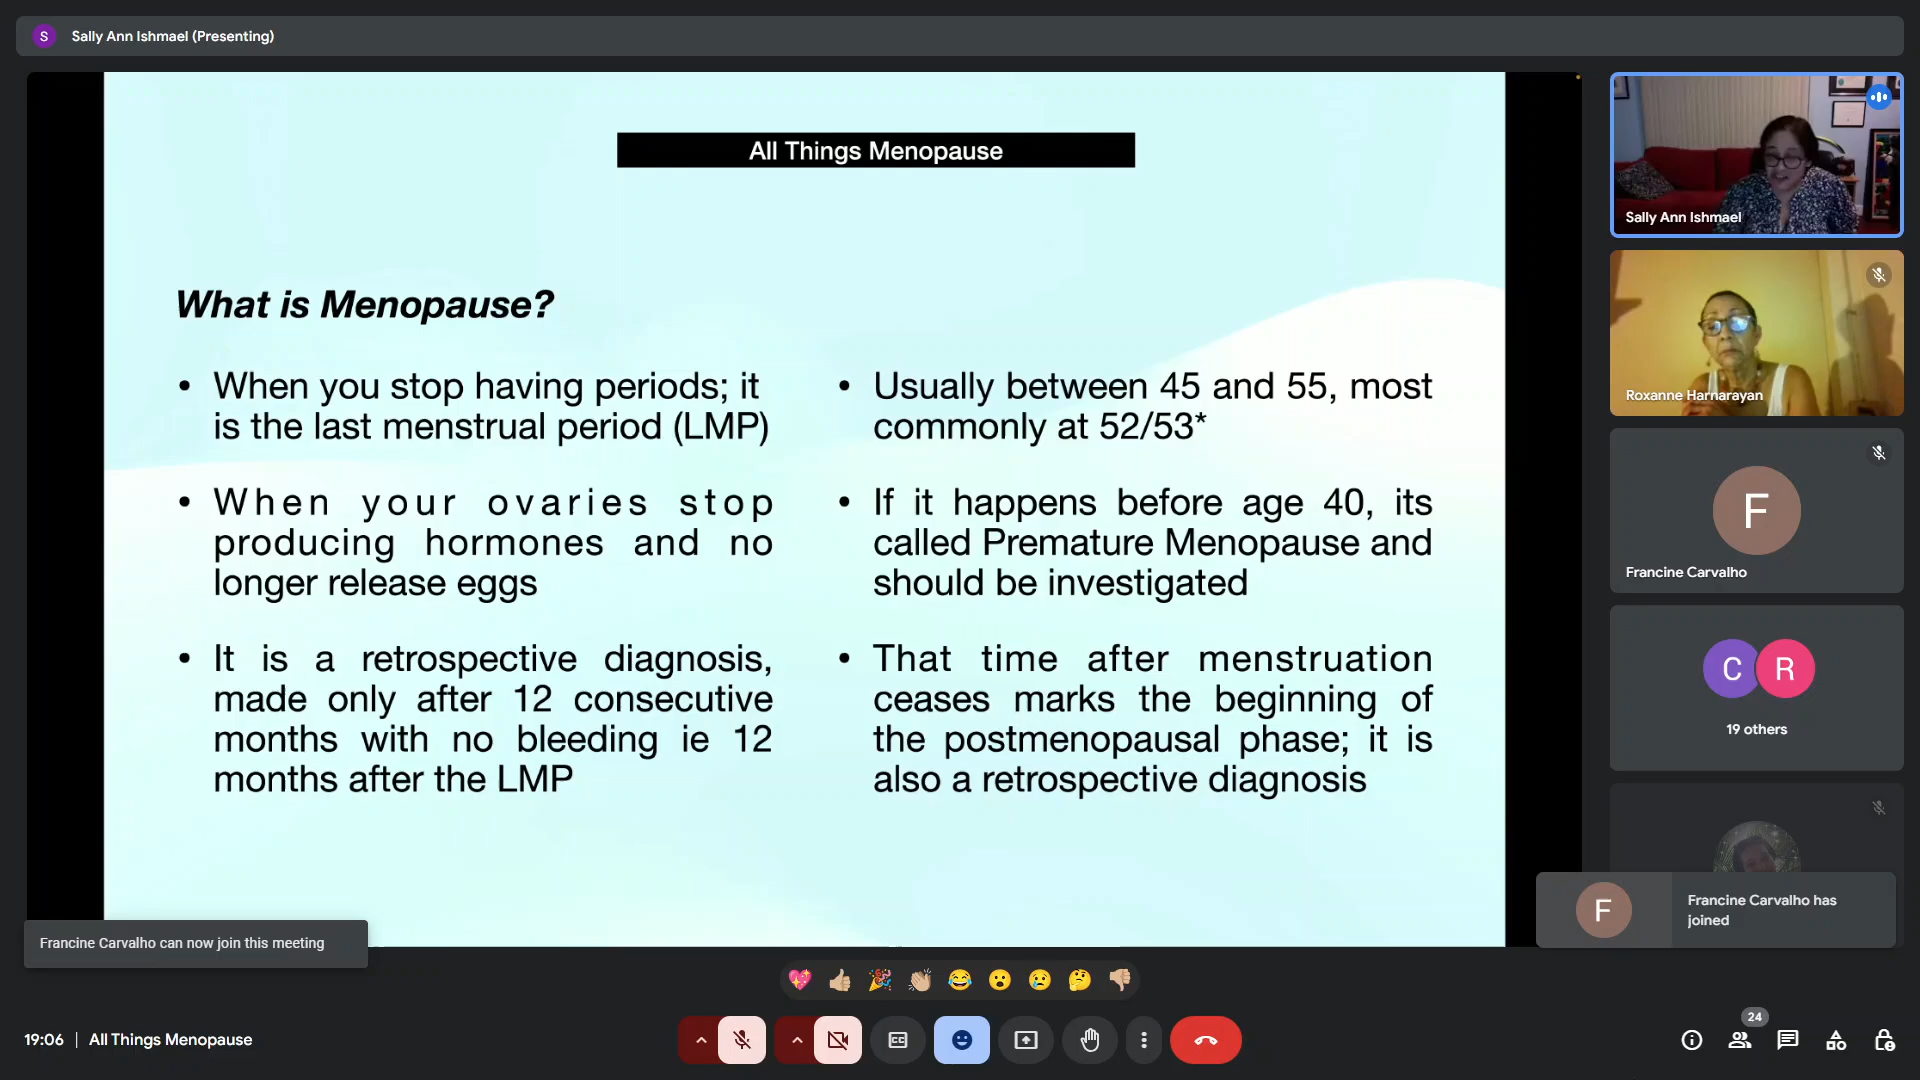 S
Sally Ann Ishmael (Presenting)
All Things Menopause
What is Menopause?
• When you stop having periods; it
is the last menstrual period (LMP)
• When your ovaries stop
producing hormones and no
longer release eggs
• It is a retrospective diagnosis,
made only after 12 consecutive
months with no bleeding ie 12
months after the LMP
• Usually between 45 and 55, most
commonly at 52/53*
• If it happens before age 40, its
called Premature Menopause and
should be investigated
• That time after menstruation
ceases marks the beginning of
the postmenopausal phase; it is
also a retrospective diagnosis
Sally Ann Ishmael
Roxanne Harnarayan
F
Francine Carvalho
C R
19 others
F
Francine Carvalho has
joined
Francine Carvalho can now join this meeting
19:06 | All Things Menopause
CC
24